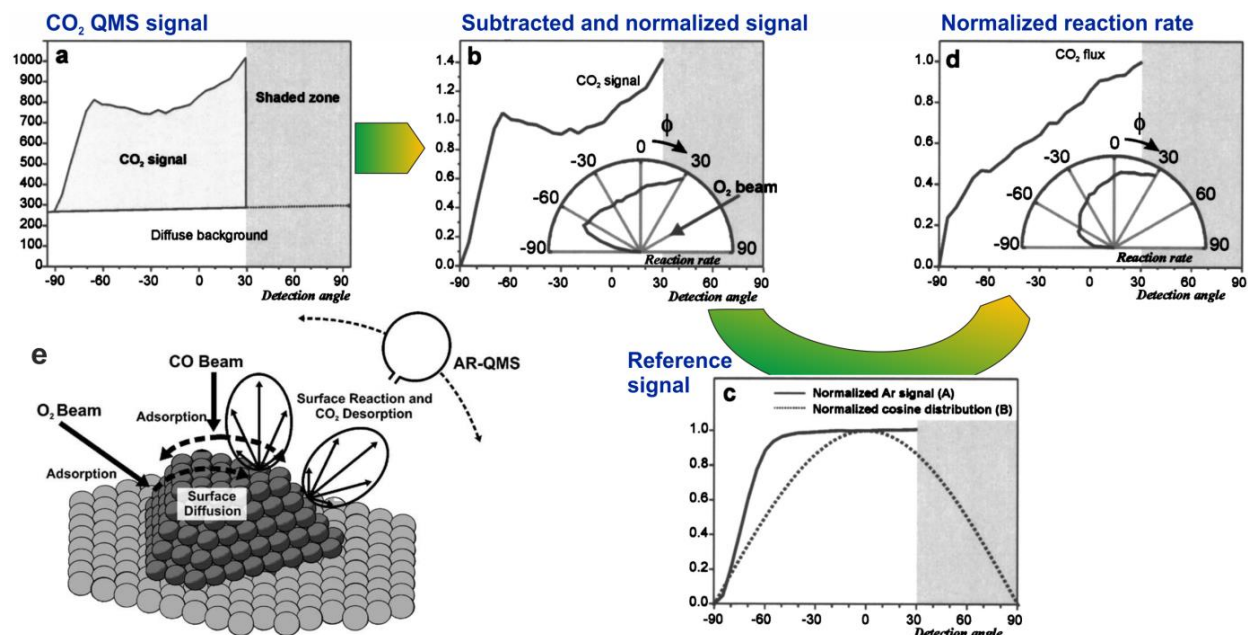 CO₂ QMS signal
a
1000
900
800
700
600
500
400
300
200
100
0
CO₂ signal
Shaded zone
Diffuse background
-90 -60 -30 0 30 60 90
Detection angle
Subtracted and normalized signal
b
1.4
1.2
1.0
0.8
0.6
0.4
0.2
0.0
CO₂ signal
ϕ
-90 -60 -30 0 30 90
O₂ beam
Reaction rate
-90 -60 -30 0 30 60 90
Detection angle
Normalized reaction rate
d
1.0
0.8
0.6
0.4
0.2
0
CO₂ flux
ϕ
-90 -60 -30 0 30 60 90
Reaction rate
-90 -60 -30 0 30 60 90
Detection angle
e
CO Beam
O₂ Beam
Adsorption
Adsorption
Surface
Diffusion
AR-QMS
Surface Reaction and
CO₂ Desorption
Reference
signal
c
Normalized Ar signal (A)
Normalized cosine distribution (B)
1.0
0.8
0.6
0.4
0.2
0.0
-90 -60 -30 0 30 60 90
Detection angle